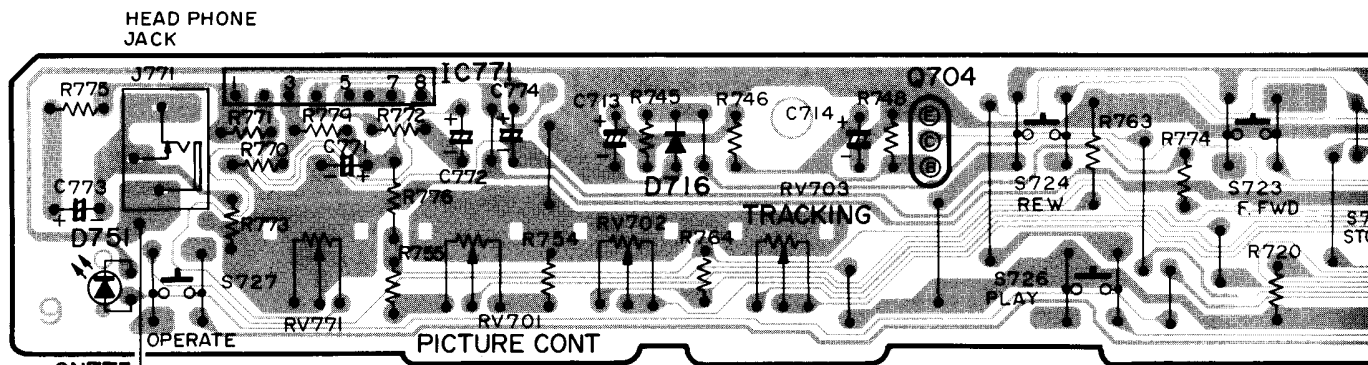 HEAD PHONE
JACK
R775
J771
1 3 5 7 8
IC771
C774
R771
R779
R772
R770
C771
C772
C713
R745
R746
C714
R748
Q704
E
C
B
R763
R774
C773
D751
R773
R776
D716
RV703
TRACKING
S724
REW
S723
F. FWD
S727
R755
R754
RV702
R764
S726
PLAY
R720
9
OPERATE
RV771
RV701
PICTURE CONT